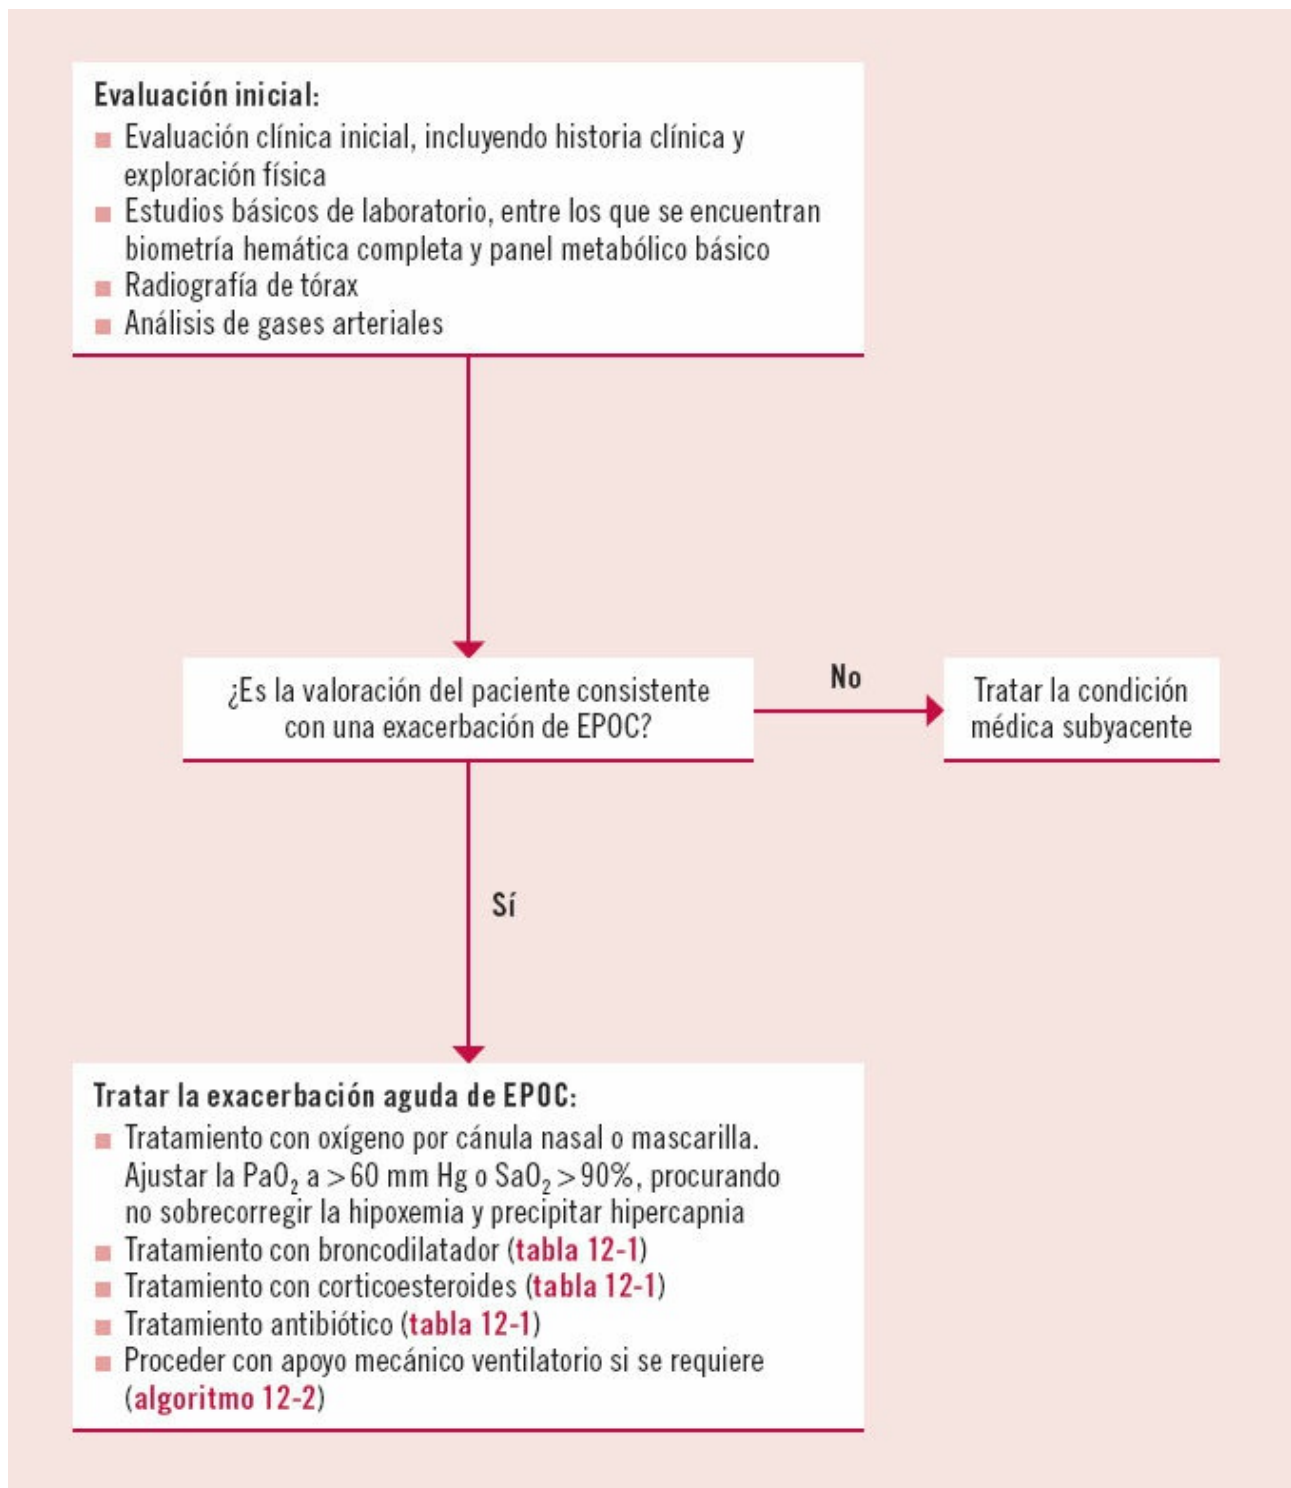 Evaluación inicial:
■ Evaluación clínica inicial, incluyendo historia clínica y
exploración física
■ Estudios básicos de laboratorio, entre los que se encuentran
biometría hemática completa y panel metabólico básico
■ Radiografía de tórax
■ Análisis de gases arteriales
¿Es la valoración del paciente consistente
con una exacerbación de EPOC?
No
Tratar la condición
médica subyacente
Sí
Tratar la exacerbación aguda de EPOC:
■ Tratamiento con oxígeno por cánula nasal o mascarilla.
Ajustar la PaO₂ a >60 mm Hg o SaO₂ >90%, procurando
no sobrecorregir la hipoxemia y precipitar hipercapnia
■ Tratamiento con broncodilatador (tabla 12-1)
■ Tratamiento con corticoesteroides (tabla 12-1)
■ Tratamiento antibiótico (tabla 12-1)
■ Proceder con apoyo mecánico ventilatorio si se requiere
(algoritmo 12-2)